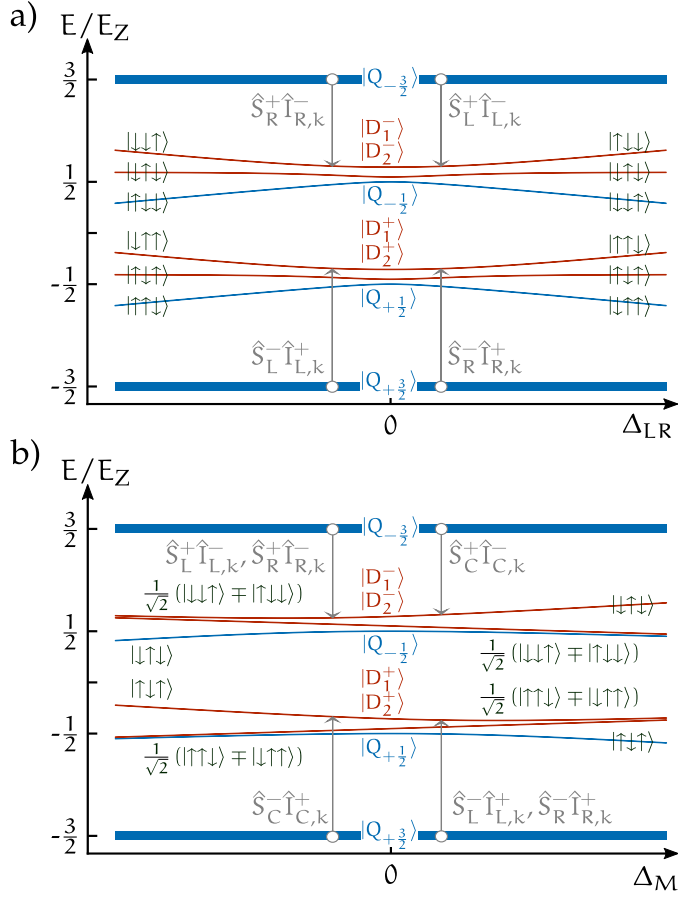 a)
E/E_Z
3/2
|Q_{-3/2}⟩
Ŝ_R^+ Î_{R,k}^-
Ŝ_L^+ Î_{L,k}^-
|D_1^-⟩
|D_2^-⟩
|↓↓↑⟩
|↑↓↓⟩
|↓↑↓⟩
|↓↑↓⟩
1/2
|↑↓↓⟩
|Q_{-1/2}⟩
|↓↓↑⟩
|D_1^+⟩
|D_2^+⟩
|↓↑↑⟩
|↑↑↓⟩
|↑↓↑⟩
|↑↓↑⟩
-1/2
|↑↑↓⟩
|Q_{+1/2}⟩
|↓↑↑⟩
Ŝ_L^- Î_{L,k}^+
Ŝ_R^- Î_{R,k}^+
-3/2
|Q_{+3/2}⟩
0
Δ_LR
b)
E/E_Z
3/2
|Q_{-3/2}⟩
Ŝ_L^+ Î_{L,k}^-, Ŝ_R^+ Î_{R,k}^-
Ŝ_C^+ Î_{C,k}^-
1/√2 (|↓↓↑⟩ ∓ |↑↓↓⟩)
|D_1^-⟩
|D_2^-⟩
|↓↑↓⟩
1/2
|↓↑↓⟩
|Q_{-1/2}⟩
1/√2 (|↓↓↑⟩ ∓ |↑↓↓⟩)
|↑↓↑⟩
|D_1^+⟩
|D_2^+⟩
1/√2 (|↑↑↓⟩ ∓ |↓↑↑⟩)
-1/2
1/√2 (|↑↑↓⟩ ∓ |↓↑↑⟩)
|Q_{+1/2}⟩
|↑↓↑⟩
Ŝ_C^- Î_{C,k}^+
Ŝ_L^- Î_{L,k}^+, Ŝ_R^- Î_{R,k}^+
-3/2
|Q_{+3/2}⟩
0
Δ_M